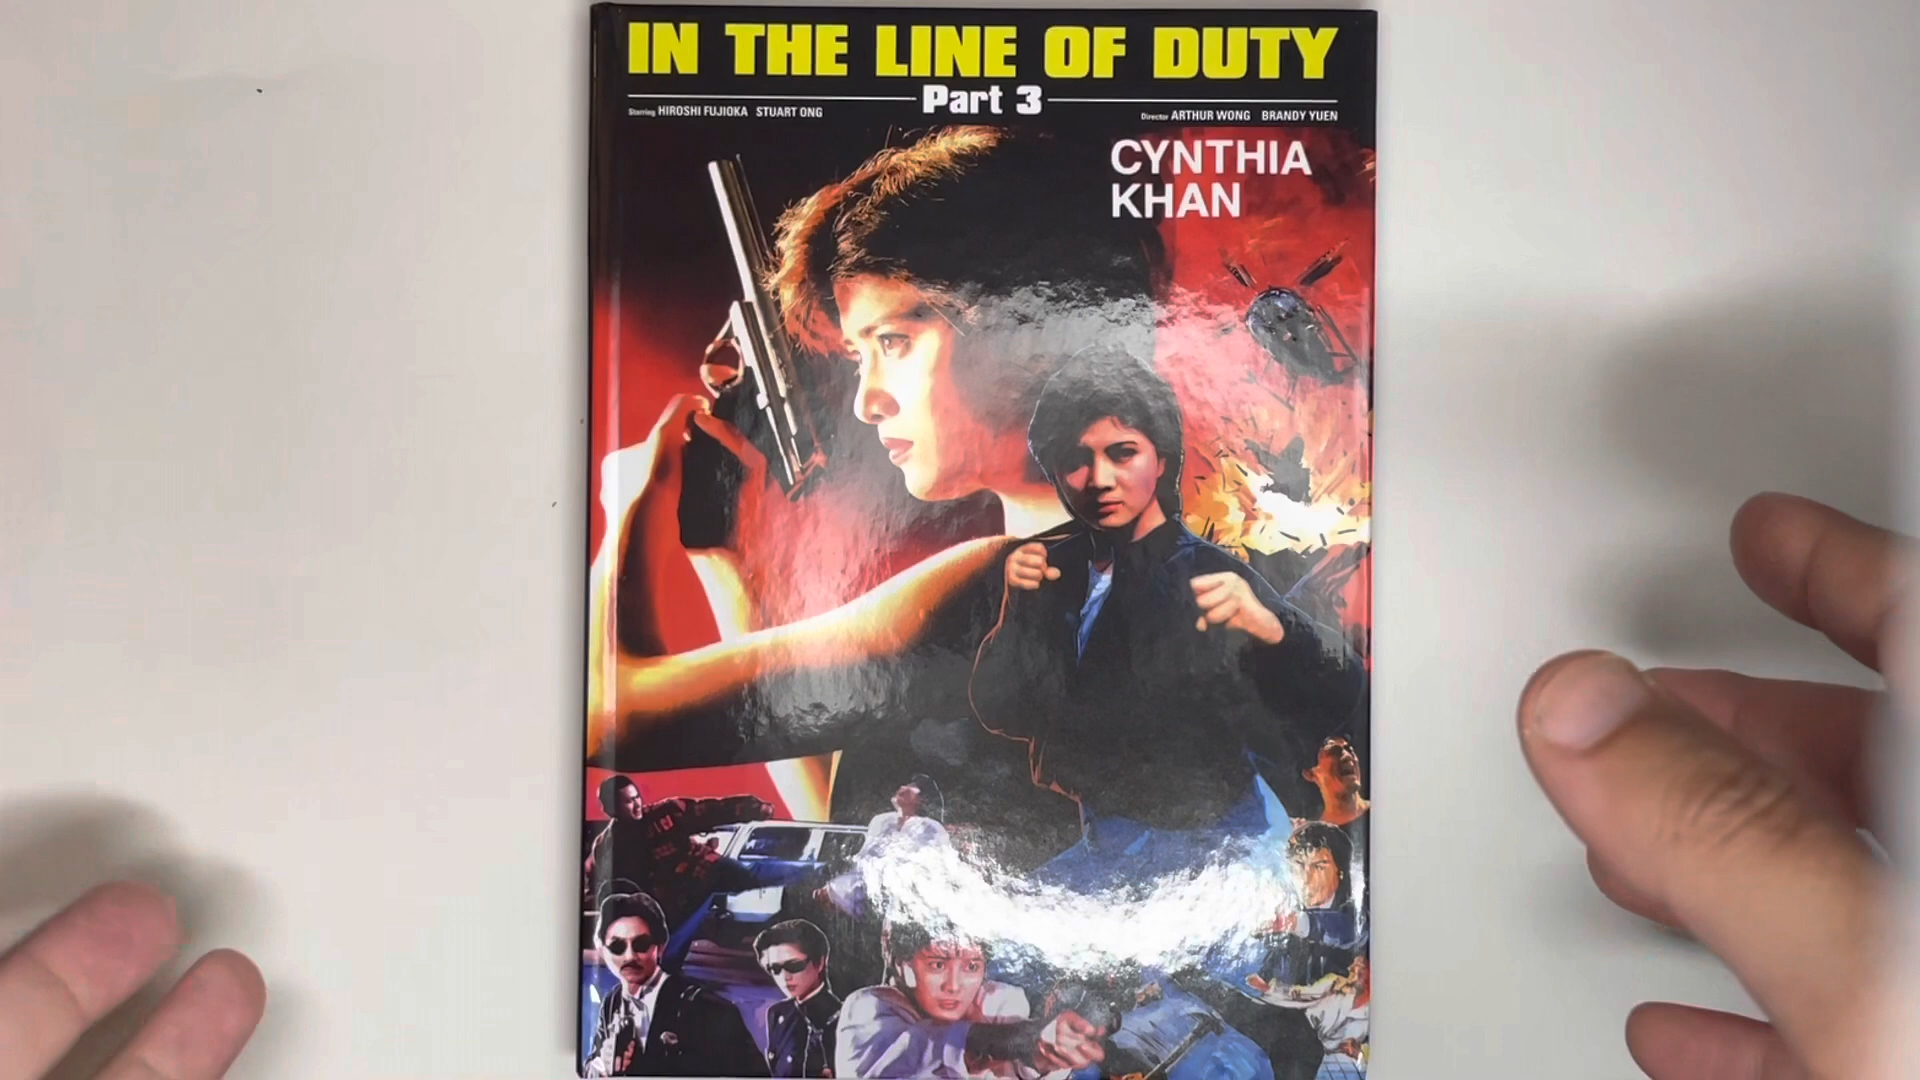 IN THE LINE OF DUTY
Part 3
Starring HIROSHI FUJIOKA STUART ONG
Director ARTHUR WONG BRANDY YUEN
CYNTHIA
KHAN